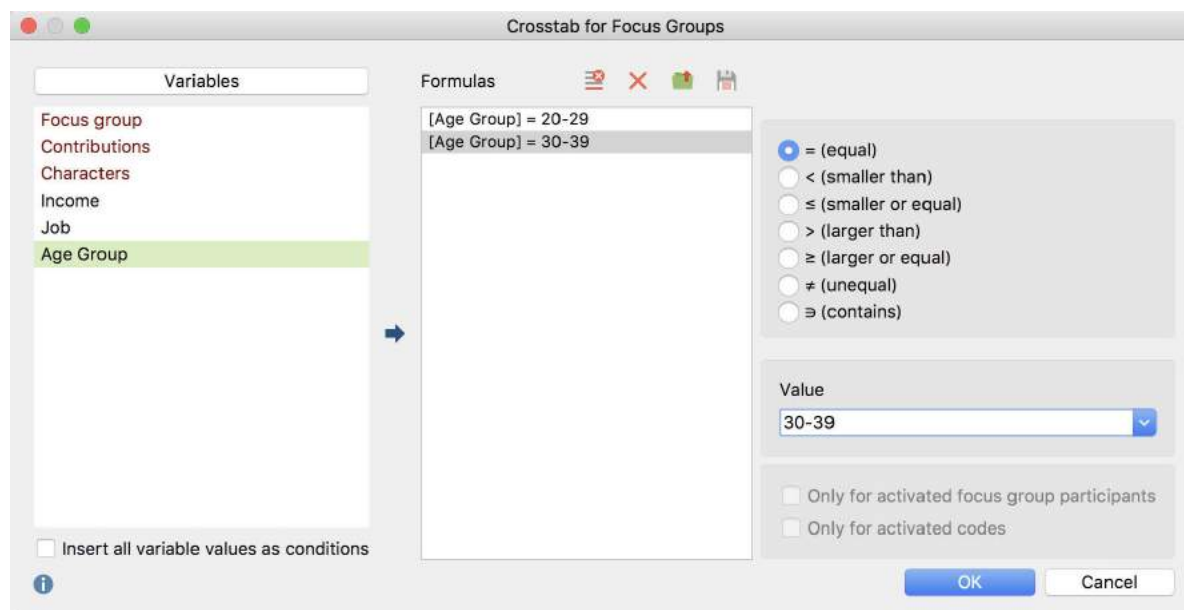 Crosstab for Focus Groups
Variables
Focus group
Contributions
Characters
Income
Job
Age Group
Insert all variable values as conditions
Formulas
[Age Group] = 20-29
[Age Group] = 30-39
= (equal)
< (smaller than)
≤ (smaller or equal)
> (larger than)
≥ (larger or equal)
≠ (unequal)
∋ (contains)
Value
30-39
Only for activated focus group participants
Only for activated codes
OK
Cancel